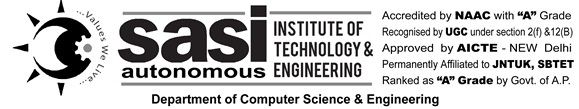 ...Values We Live...
sasi
autonomous
INSTITUTE OF
TECHNOLOGY &
ENGINEERING
Accredited by NAAC with “A” Grade
Recognised by UGC under section 2(f) &12(B)
Approved by AICTE - NEW Delhi
Permanently Affiliated to JNTUK, SBTET
Ranked as “A” Grade by Govt. of A.P.
Department of Computer Science & Engineering